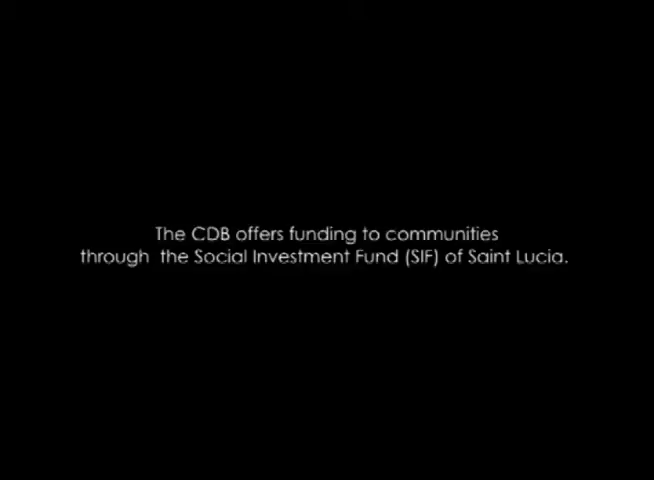 The CDB offers funding to communities
through  the Social Investment Fund (SIF) of Saint Lucia.